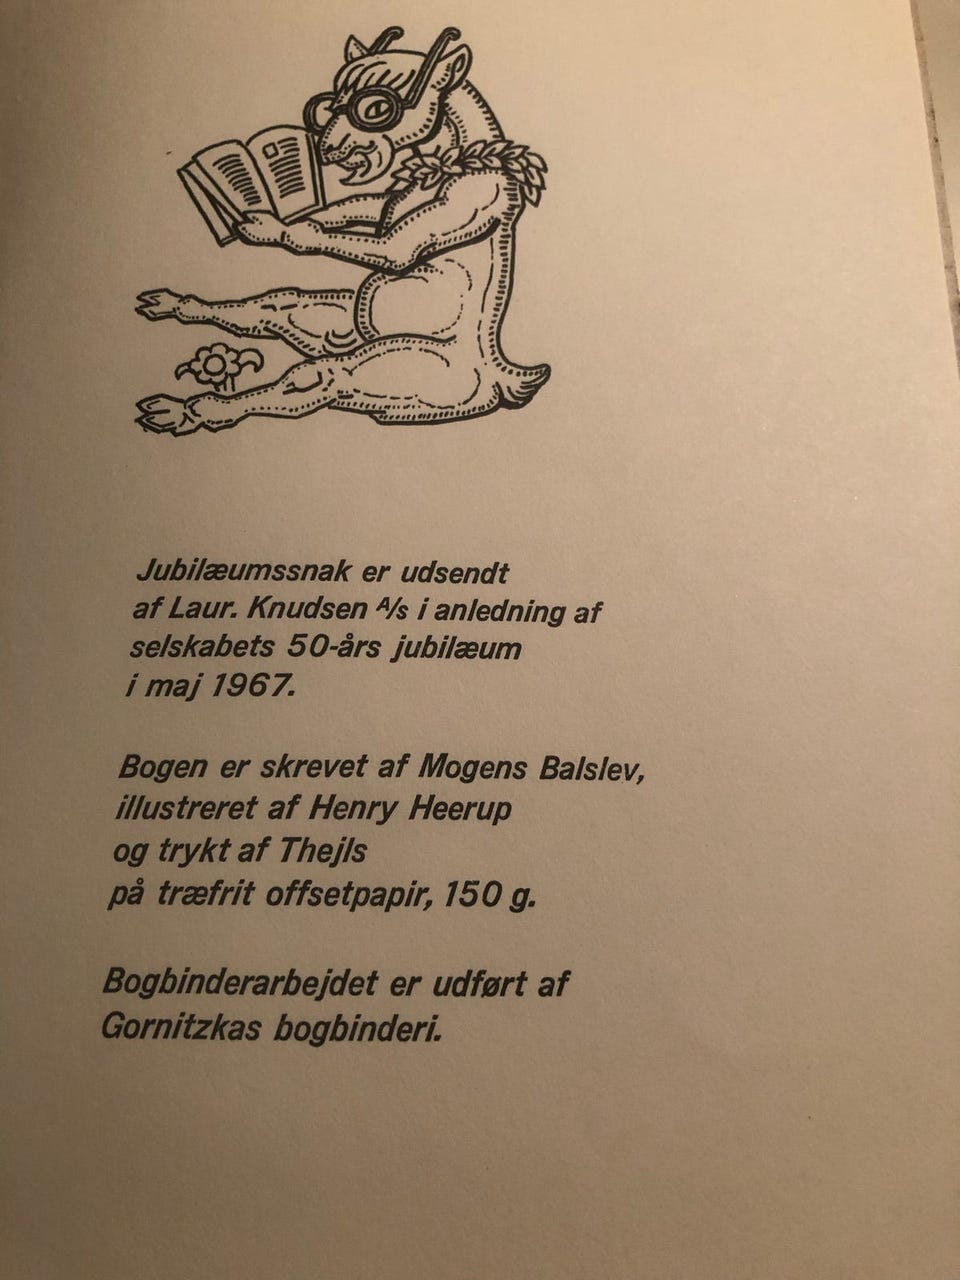 Jubilæumssnak er udsendt
af Laur. Knudsen A/s i anledning af
selskabets 50-års jubilæum
i maj 1967.
Bogen er skrevet af Mogens Balslev,
illustreret af Henry Heerup
og trykt af Thejls
på træfrit offsetpapir, 150 g.
Bogbinderarbejdet er udført af
Gornitzkas bogbinderi.